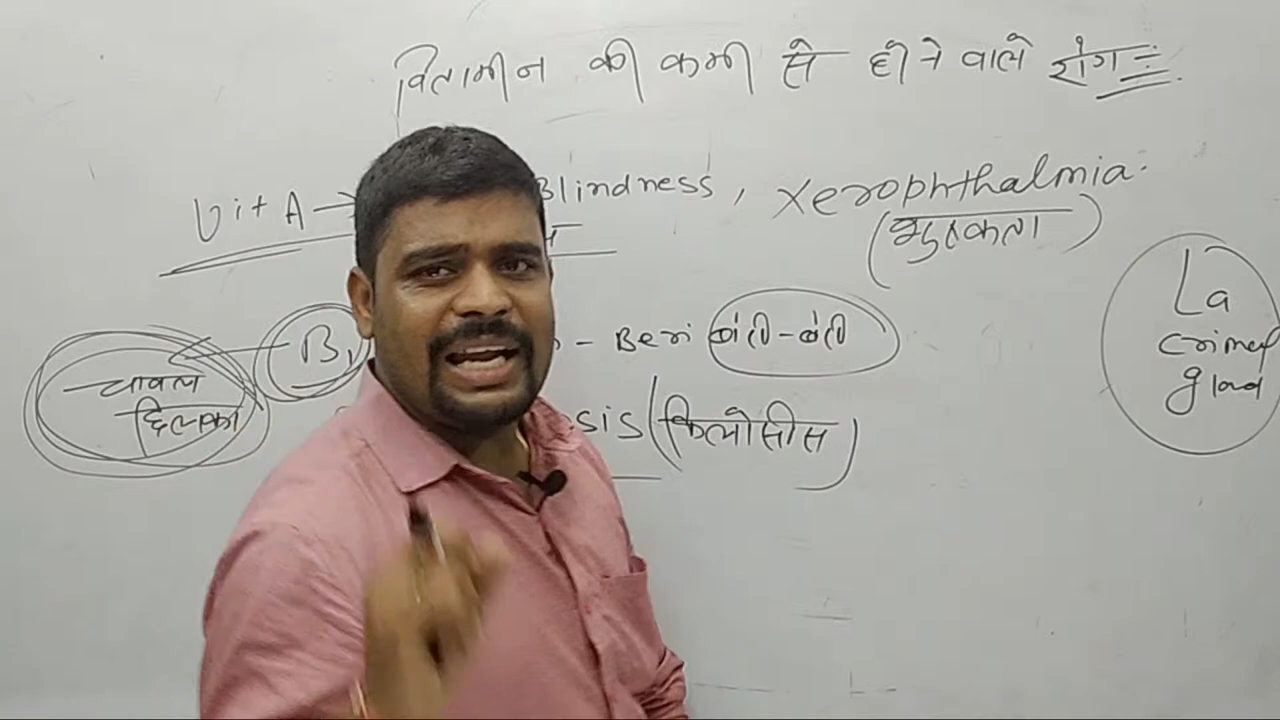 वितामीन की कमी से होने वाले रोग :-
Vit A → Blindness, Xerophthalmia.
(शुष्कता)
B1 - Beri बेरी-बेरी
चावल
छिलका
sis (किलोसीस)
La
crimal
gland